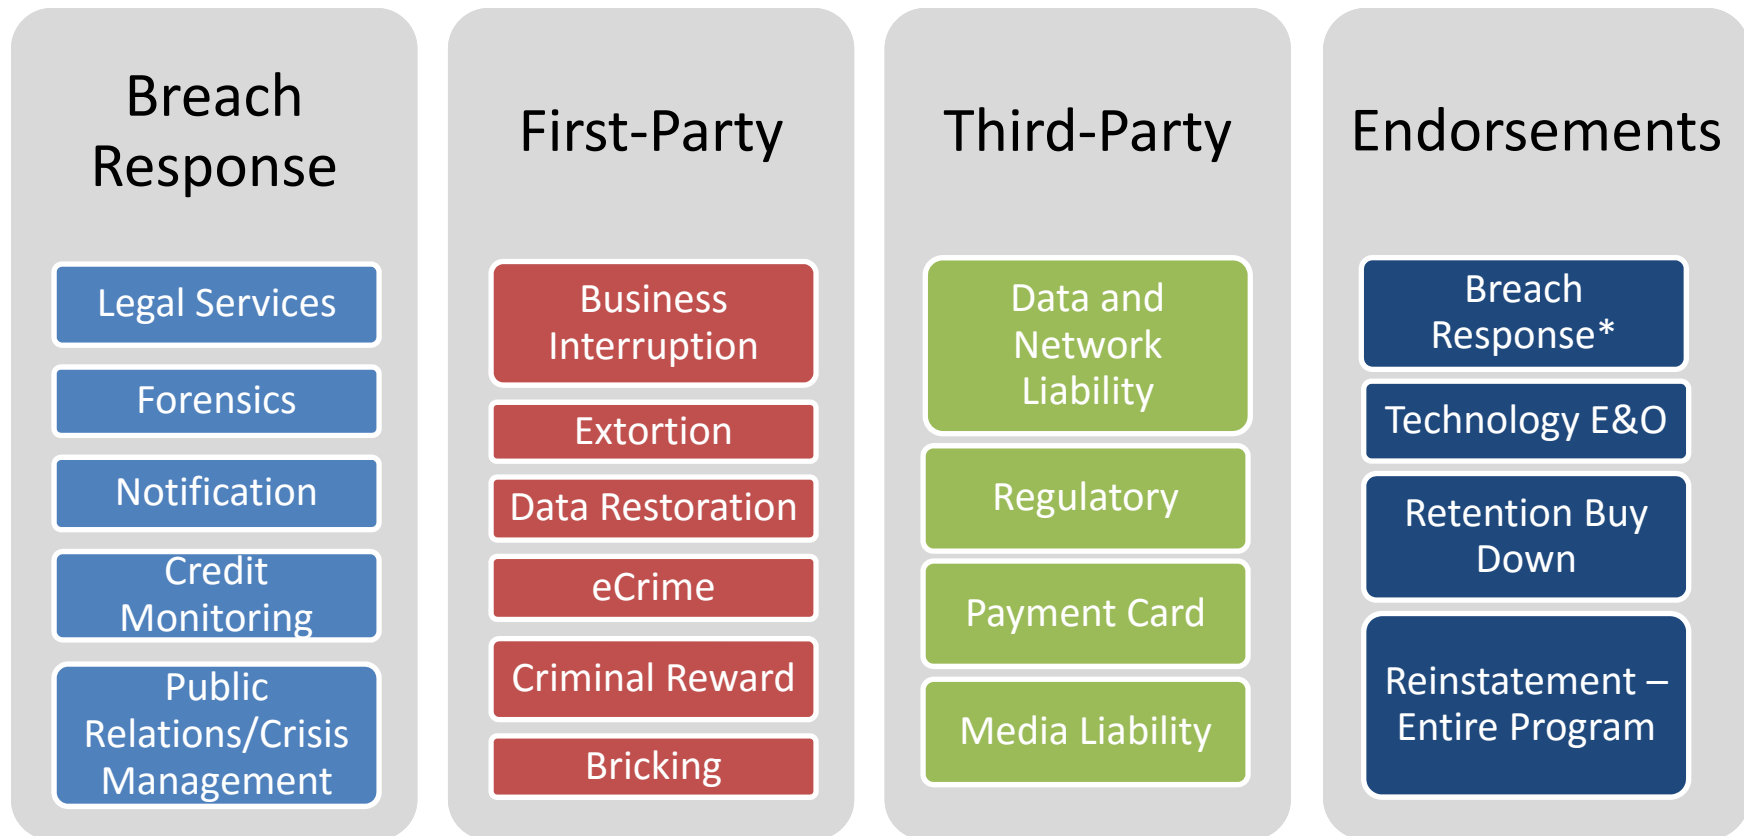 Breach
Response
Legal Services
Forensics
Notification
Credit
Monitoring
Public
Relations/Crisis
Management
First-Party
Business
Interruption
Extortion
Data Restoration
eCrime
Criminal Reward
Bricking
Third-Party
Data and
Network
Liability
Regulatory
Payment Card
Media Liability
Endorsements
Breach
Response*
Technology E&O
Retention Buy
Down
Reinstatement –
Entire Program